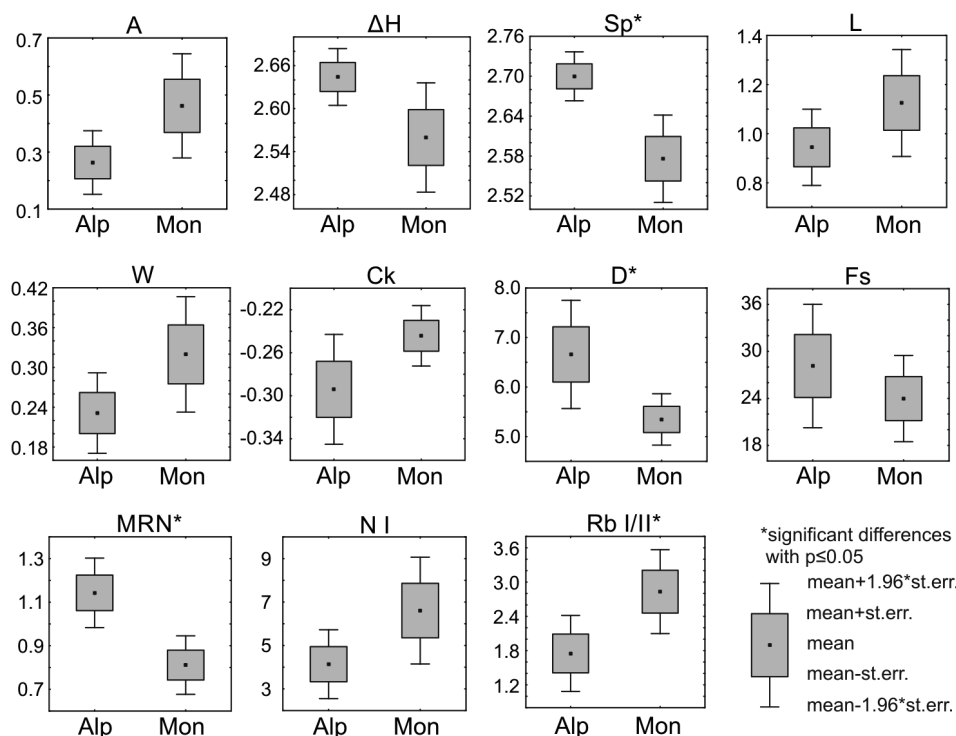 A
0.7
0.5
0.3
0.1
Alp Mon
ΔH
2.66
2.60
2.54
2.48
Alp Mon
Sp*
2.76
2.70
2.64
2.58
2.52
Alp Mon
L
1.4
1.2
1.0
0.8
Alp Mon
W
0.42
0.36
0.30
0.24
0.18
Alp Mon
Ck
-0.22
-0.26
-0.30
-0.34
Alp Mon
D*
8.0
7.0
6.0
5.0
Alp Mon
Fs
36
30
24
18
Alp Mon
MRN*
1.3
1.1
0.9
0.7
Alp Mon
N I
9
7
5
3
Alp Mon
Rb I/II*
3.6
3.0
2.4
1.8
1.2
Alp Mon
*significant differences
with p≤0.05
mean+1.96*st.err.
mean+st.err.
mean
mean-st.err.
mean-1.96*st.err.